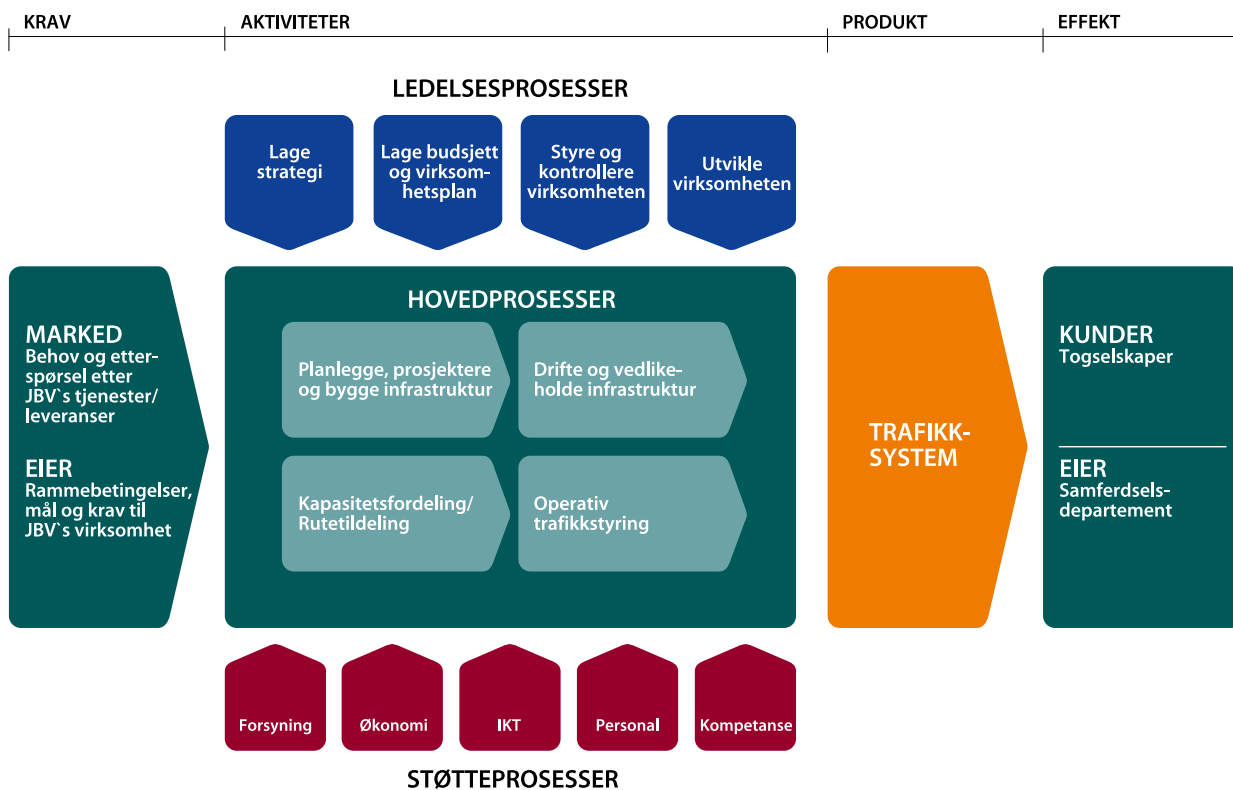 KRAV
AKTIVITETER
PRODUKT
EFFEKT
LEDELSESPROSESSER
Lage
strategi
Lage budsjett
og virksom-
hetsplan
Styre og
kontrollere
virksomheten
Utvikle
virksomheten
MARKED
Behov og etter-
spørsel etter
JBV`s tjenester/
leveranser
EIER
Rammebetingelser,
mål og krav til
JBV`s virksomhet
HOVEDPROSESSER
Planlegge, prosjektere
og bygge infrastruktur
Drifte og vedlike-
holde infrastruktur
Kapasitetsfordeling/
Rutetildeling
Operativ
trafikkstyring
TRAFIKK-
SYSTEM
KUNDER
Togselskaper
EIER
Samferdsels-
departement
Forsyning
Økonomi
IKT
Personal
Kompetanse
STØTTEPROSESSER